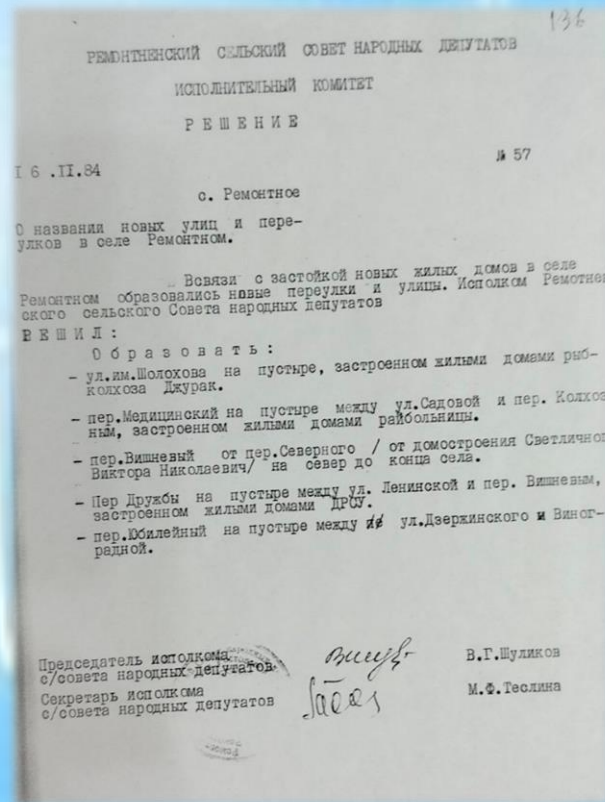 136
РЕМОНТНЕНСКИЙ СЕЛЬСКИЙ СОВЕТ НАРОДНЫХ ДЕПУТАТОВ
ИСПОЛНИТЕЛЬНЫЙ КОМИТЕТ
Р Е Ш Е Н И Е
№ 57
I 6 .II.84
с. Ремонтное
О названии новых улиц и пере-
улков в селе Ремонтном.
Всвязи с застойкой новых жилых домов в селе
Ремонтном образовались новые переулки и улицы. Исполком Ремотнен
ского сельского Совета народных депутатов
Р Е Ш И Л :
О б р а з о в а т ь :
- ул.им.Шолохова на пустыре, застроенном жилыми домами рыб-
колхоза Джурак.
- пер.Медицинский на пустыре между ул.Садовой и пер. Колхоз
ным, застроенном жилыми домами райбольницы.
- пер.Вишневый от пер.Северного / от домостроения Светличног
Виктора Николаевич/ на север до конца села.
- Пер Дружбы на пустыре между ул. Ленинской и пер. Вишневым,
застроенном жилыми домами ДРСУ.
- пер.Юбилейный на пустыре между ул.Дзержинского и Виног-
радной.
Председатель исполкома
с/совета народных депутатов
В.Г.Шуликов
Секретарь исполкома
с/совета народных депутатов
М.Ф.Теслина